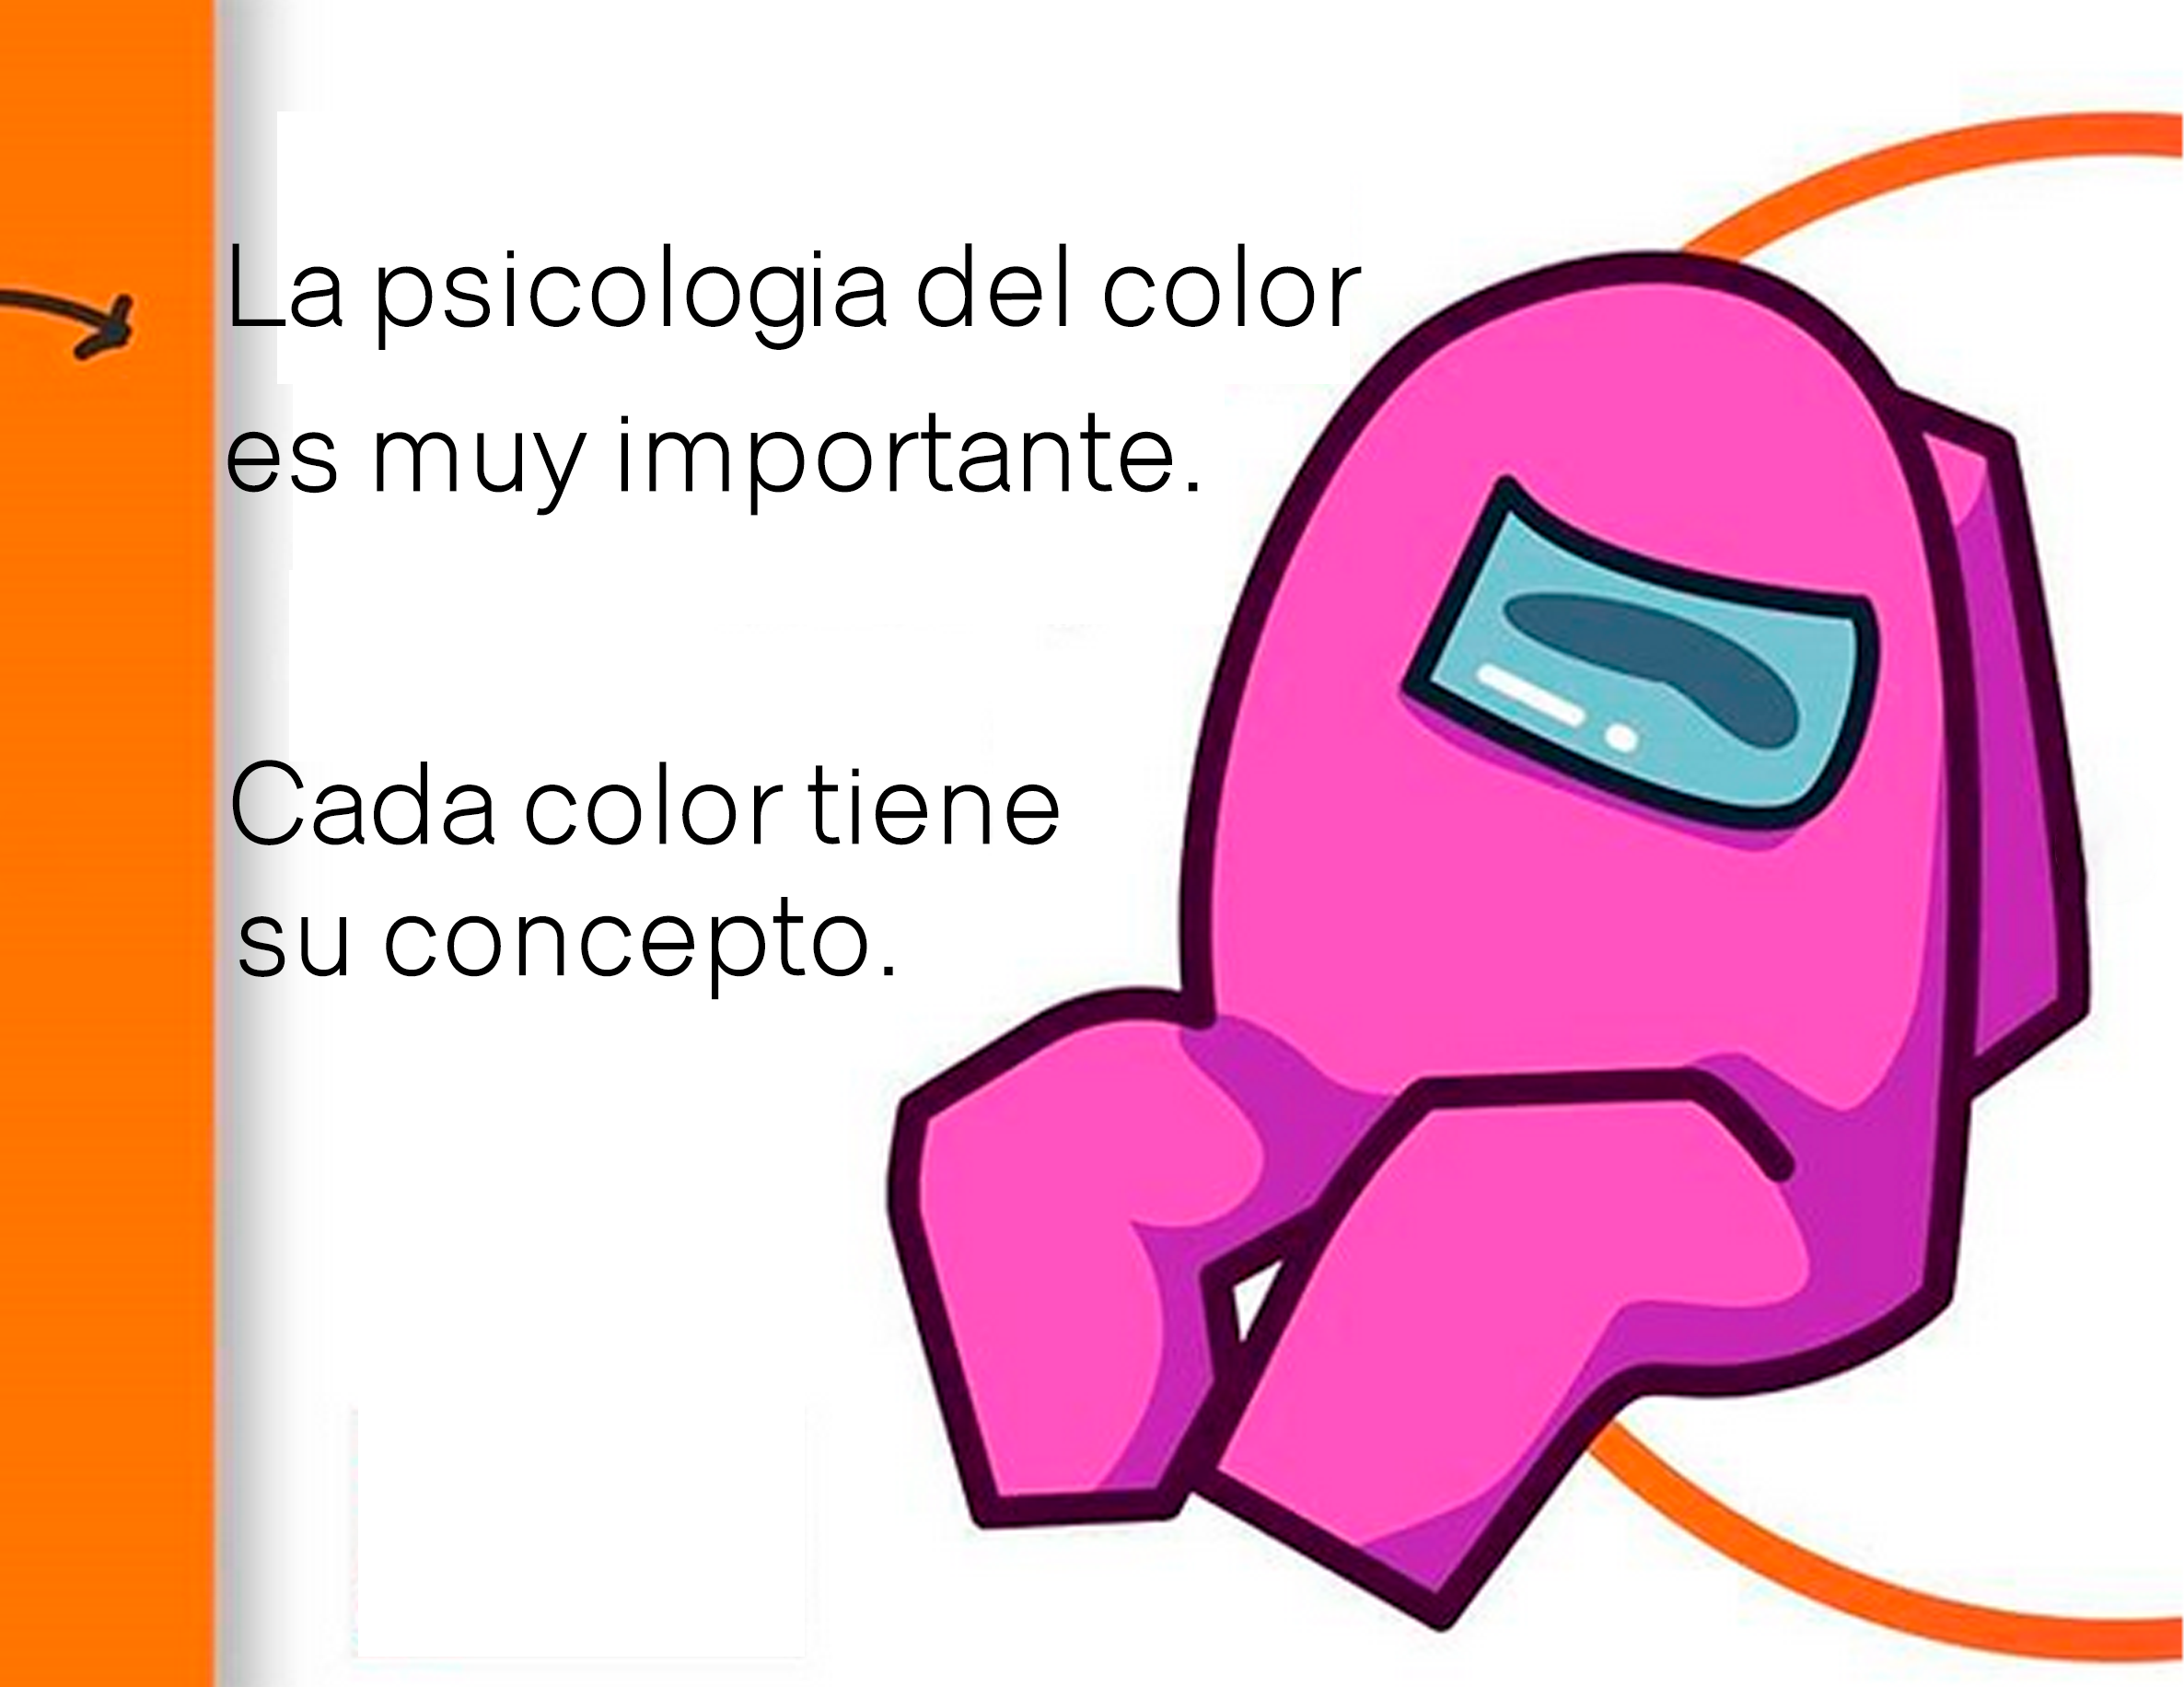 La psicologia del color
es muy importante.
Cada color tiene
su concepto.